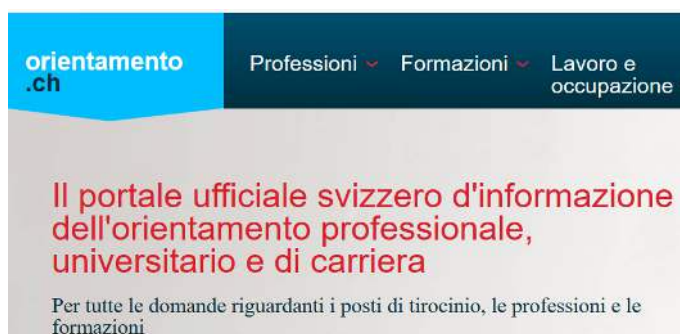 orientamento
.ch
Professioni
Formazioni
Lavoro e
occupazione
Il portale ufficiale svizzero d'informazione
dell'orientamento professionale,
universitario e di carriera
Per tutte le domande riguardanti i posti di tirocinio, le professioni e le
formazioni